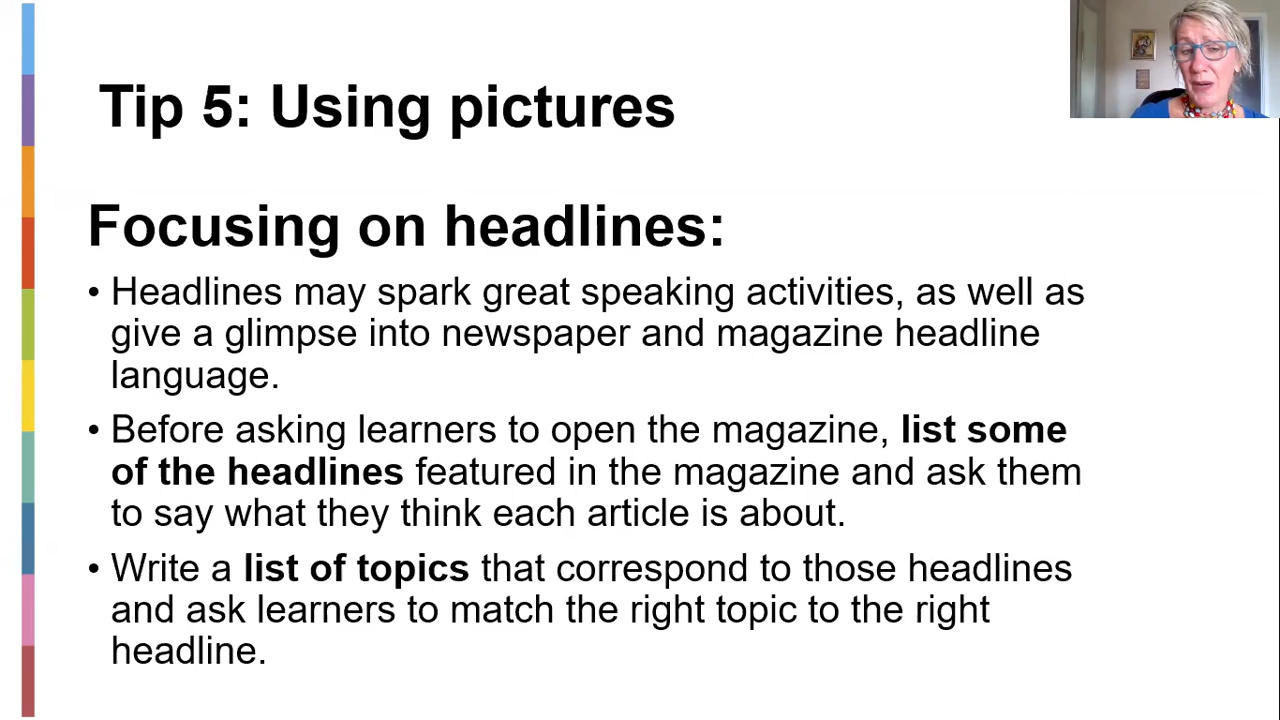 Tip 5: Using pictures
Focusing on headlines:
• Headlines may spark great speaking activities, as well as
give a glimpse into newspaper and magazine headline
language.
• Before asking learners to open the magazine, list some
of the headlines featured in the magazine and ask them
to say what they think each article is about.
• Write a list of topics that correspond to those headlines
and ask learners to match the right topic to the right
headline.